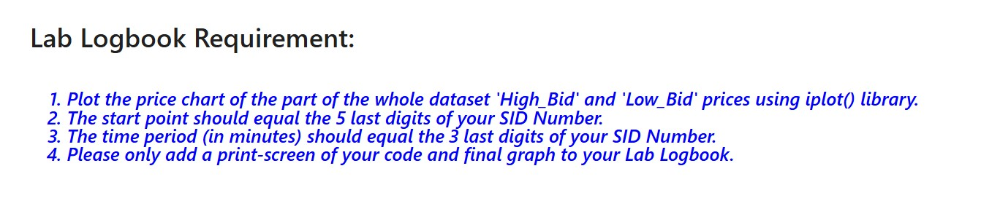 Lab Logbook Requirement:
1. Plot the price chart of the part of the whole dataset 'High_Bid' and 'Low_Bid' prices using iplot() library.
2. The start point should equal the 5 last digits of your SID Number.
3. The time period (in minutes) should equal the 3 last digits of your SID Number.
4. Please only add a print-screen of your code and final graph to your Lab Logbook.